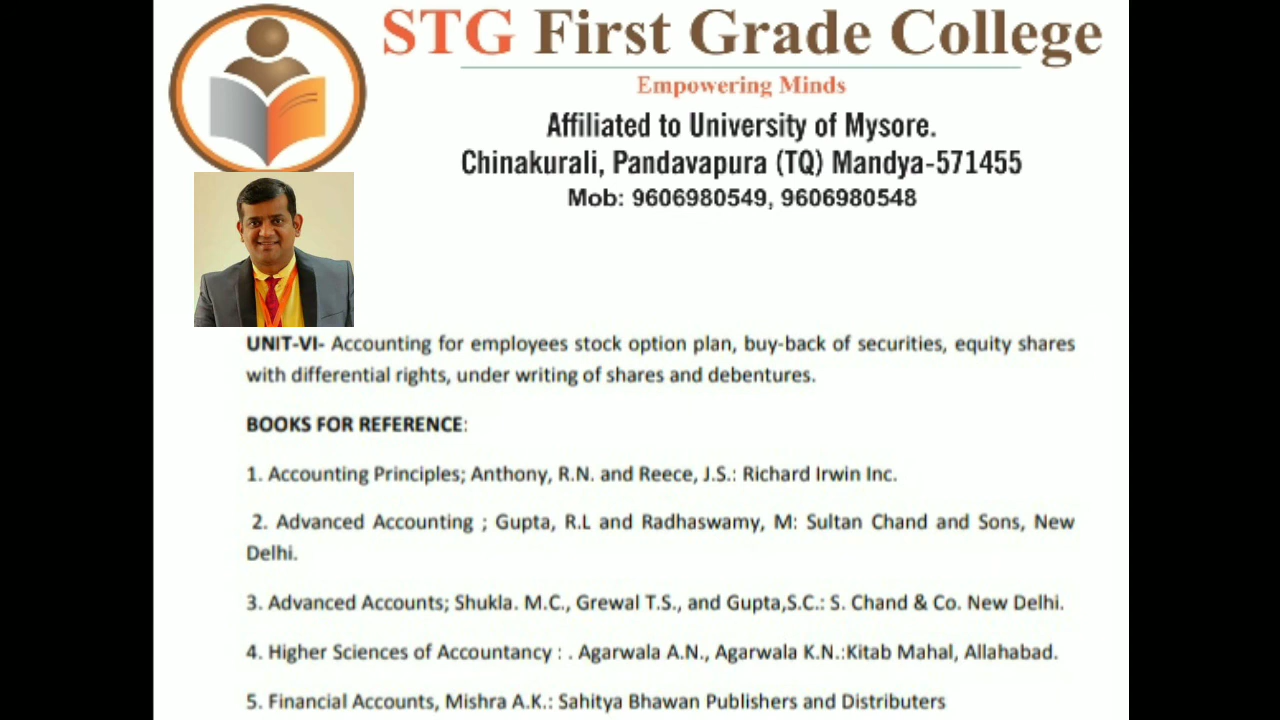 STG First Grade College
Empowering Minds
Affiliated to University of Mysore.
Chinakurali, Pandavapura (TQ) Mandya-571455
Mob: 9606980549, 9606980548
UNIT-VI- Accounting for employees stock option plan, buy-back of securities, equity shares
with differential rights, under writing of shares and debentures.
BOOKS FOR REFERENCE:
1. Accounting Principles; Anthony, R.N. and Reece, J.S.: Richard Irwin Inc.
2. Advanced Accounting ; Gupta, R.L and Radhaswamy, M: Sultan Chand and Sons, New
Delhi.
3. Advanced Accounts; Shukla. M.C., Grewal T.S., and Gupta,S.C.: S. Chand & Co. New Delhi.
4. Higher Sciences of Accountancy : . Agarwala A.N., Agarwala K.N.:Kitab Mahal, Allahabad.
5. Financial Accounts, Mishra A.K.: Sahitya Bhawan Publishers and Distributers